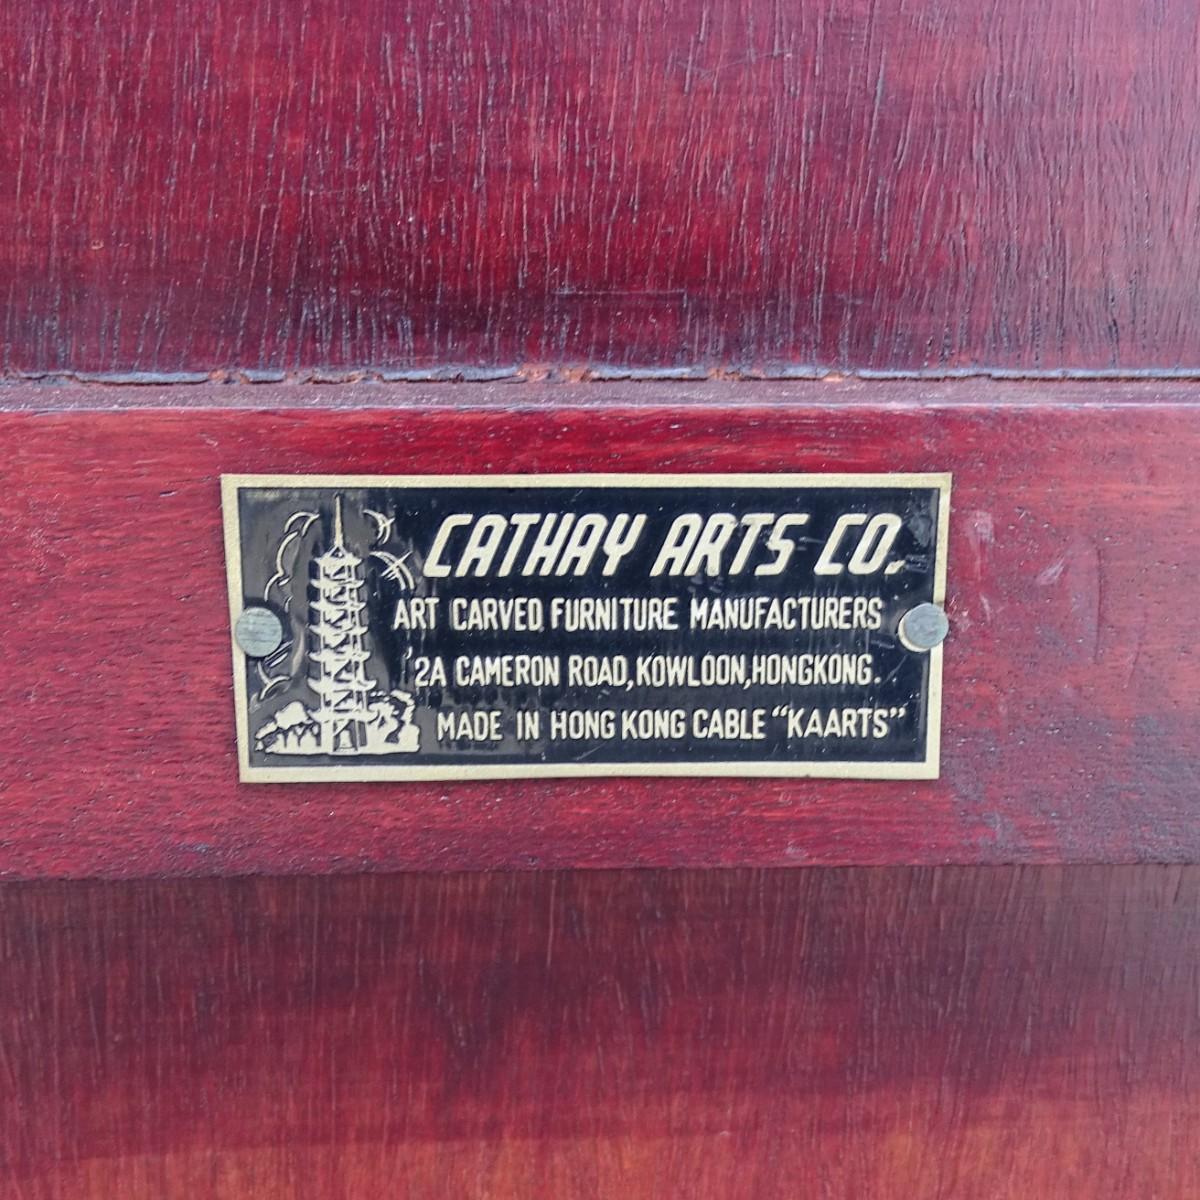 CATHAY ARTS CO.
ART CARVED FURNITURE MANUFACTURERS
2A CAMERON ROAD, KOWLOON, HONGKONG.
MADE IN HONG KONG CABLE “KAARTS”